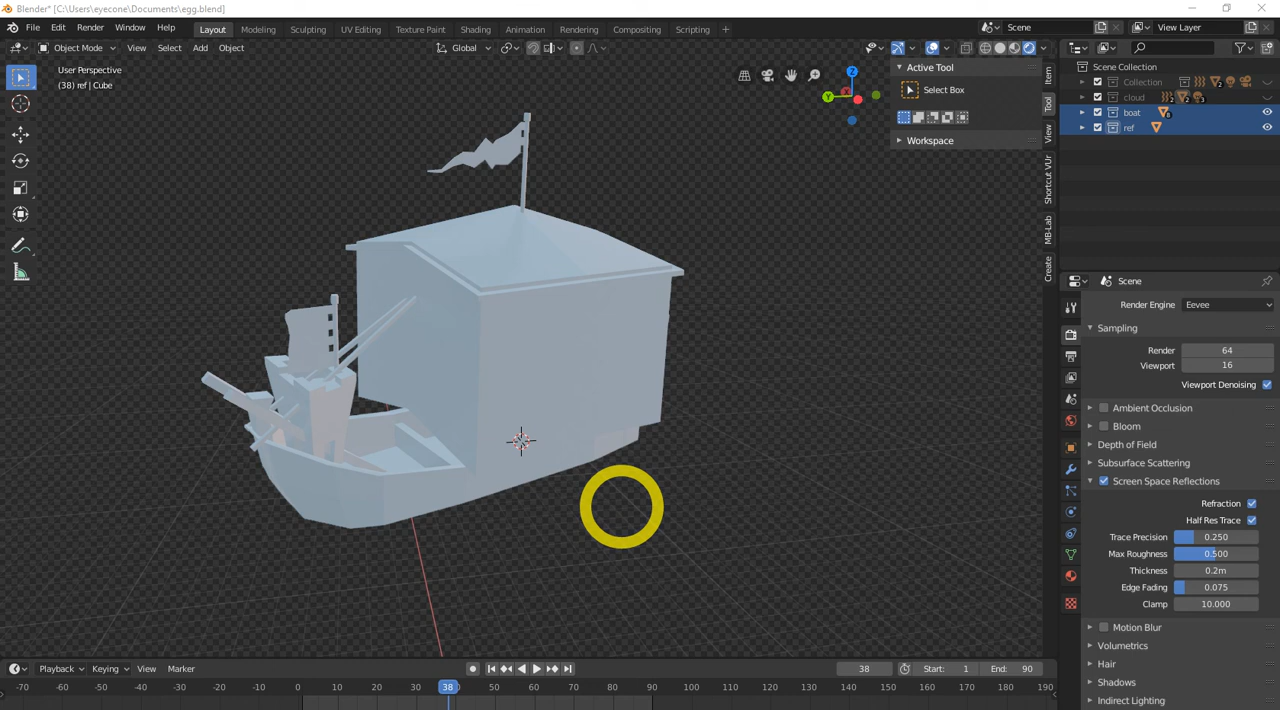 Blender* [C:\Users\eyecone\Documents\egg.blend]
File Edit Render Window Help Layout Modeling Sculpting UV Editing Texture Paint Shading Animation Rendering Compositing Scripting + Scene View Layer
Object Mode View Select Add Object Global
User Perspective
(38) ref | Cube
Z
Y
X
Active Tool
Select Box
Workspace
Item
Tool
View
Shortcut VUr
MB-Lab
Create
Scene Collection
Collection 2
cloud 2 2 3
boat 8
ref
Scene
Render Engine Eevee
Sampling
Render 64
Viewport 16
Viewport Denoising
Ambient Occlusion
Bloom
Depth of Field
Subsurface Scattering
Screen Space Reflections
Refraction
Half Res Trace
Trace Precision 0.250
Max Roughness 0.500
Thickness 0.2m
Edge Fading 0.075
Clamp 10.000
Motion Blur
Volumetrics
Hair
Shadows
Indirect Lighting
Playback Keying View Marker 38 Start: 1 End: 90
-70 -60 -50 -40 -30 -20 -10 0 10 20 30 38 50 60 70 80 90 100 110 120 130 140 150 160 170 180 190